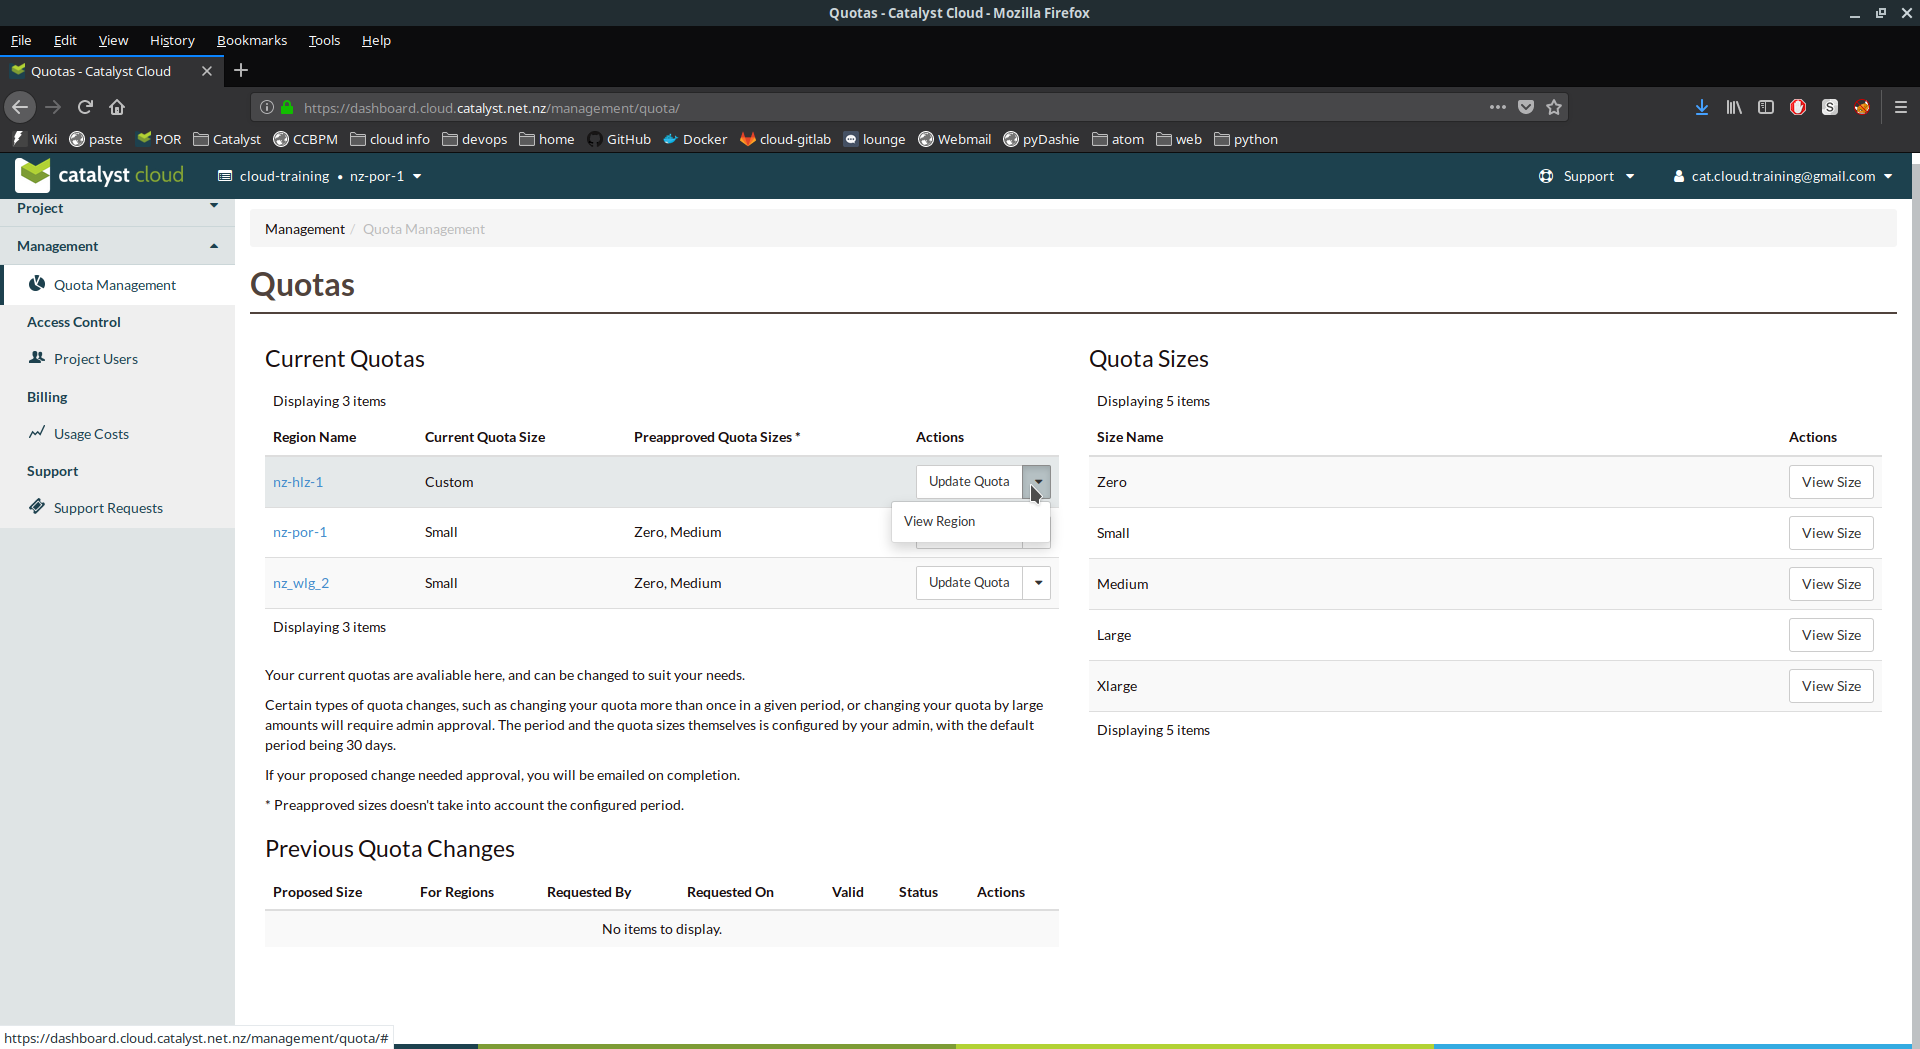 Quotas - Catalyst Cloud - Mozilla Firefox
File Edit View History Bookmarks Tools Help
Quotas - Catalyst Cloud
https://dashboard.cloud.catalyst.net.nz/management/quota/
Wiki paste POR Catalyst CCBPM cloud info devops home GitHub Docker cloud-gitlab lounge Webmail pyDashie atom web python
catalyst cloud cloud-training • nz-por-1 Support cat.cloud.training@gmail.com
Project
Management
Quota Management
Access Control
Project Users
Billing
Usage Costs
Support
Support Requests
Management / Quota Management
Quotas
Current Quotas
Displaying 3 items
Region Name Current Quota Size Preapproved Quota Sizes * Actions
nz-hlz-1 Custom Update Quota
View Region
nz-por-1 Small Zero, Medium
nz_wlg_2 Small Zero, Medium Update Quota
Displaying 3 items
Your current quotas are avaliable here, and can be changed to suit your needs.
Certain types of quota changes, such as changing your quota more than once in a given period, or changing your quota by large
amounts will require admin approval. The period and the quota sizes themselves is configured by your admin, with the default
period being 30 days.
If your proposed change needed approval, you will be emailed on completion.
* Preapproved sizes doesn't take into account the configured period.
Previous Quota Changes
Proposed Size For Regions Requested By Requested On Valid Status Actions
No items to display.
Quota Sizes
Displaying 5 items
Size Name Actions
Zero View Size
Small View Size
Medium View Size
Large View Size
Xlarge View Size
Displaying 5 items
https://dashboard.cloud.catalyst.net.nz/management/quota/#